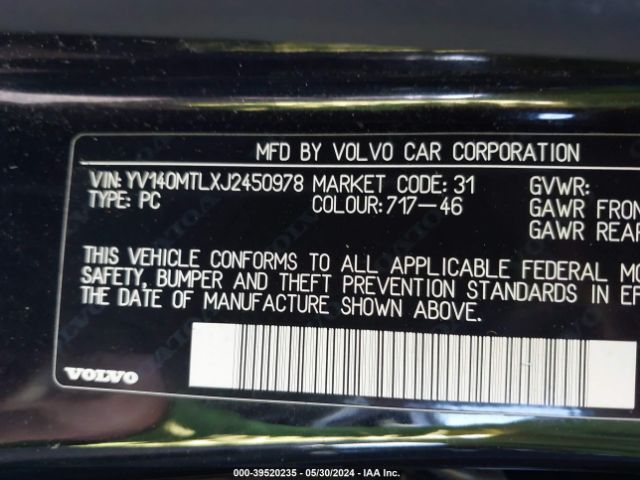 MFD BY VOLVO CAR CORPORATION
VIN: YV140MTLXJ2450978 MARKET CODE: 31 GVWR:
TYPE: PC COLOUR: 717-46 GAWR FRON
GAWR REAR
THIS VEHICLE CONFORMS TO ALL APPLICABLE FEDERAL MO
SAFETY, BUMPER AND THEFT PREVENTION STANDARDS IN EF
THE DATE OF MANUFACTURE SHOWN ABOVE.
VOLVO
000-39520235 - 05/30/2024 - IAA Inc.